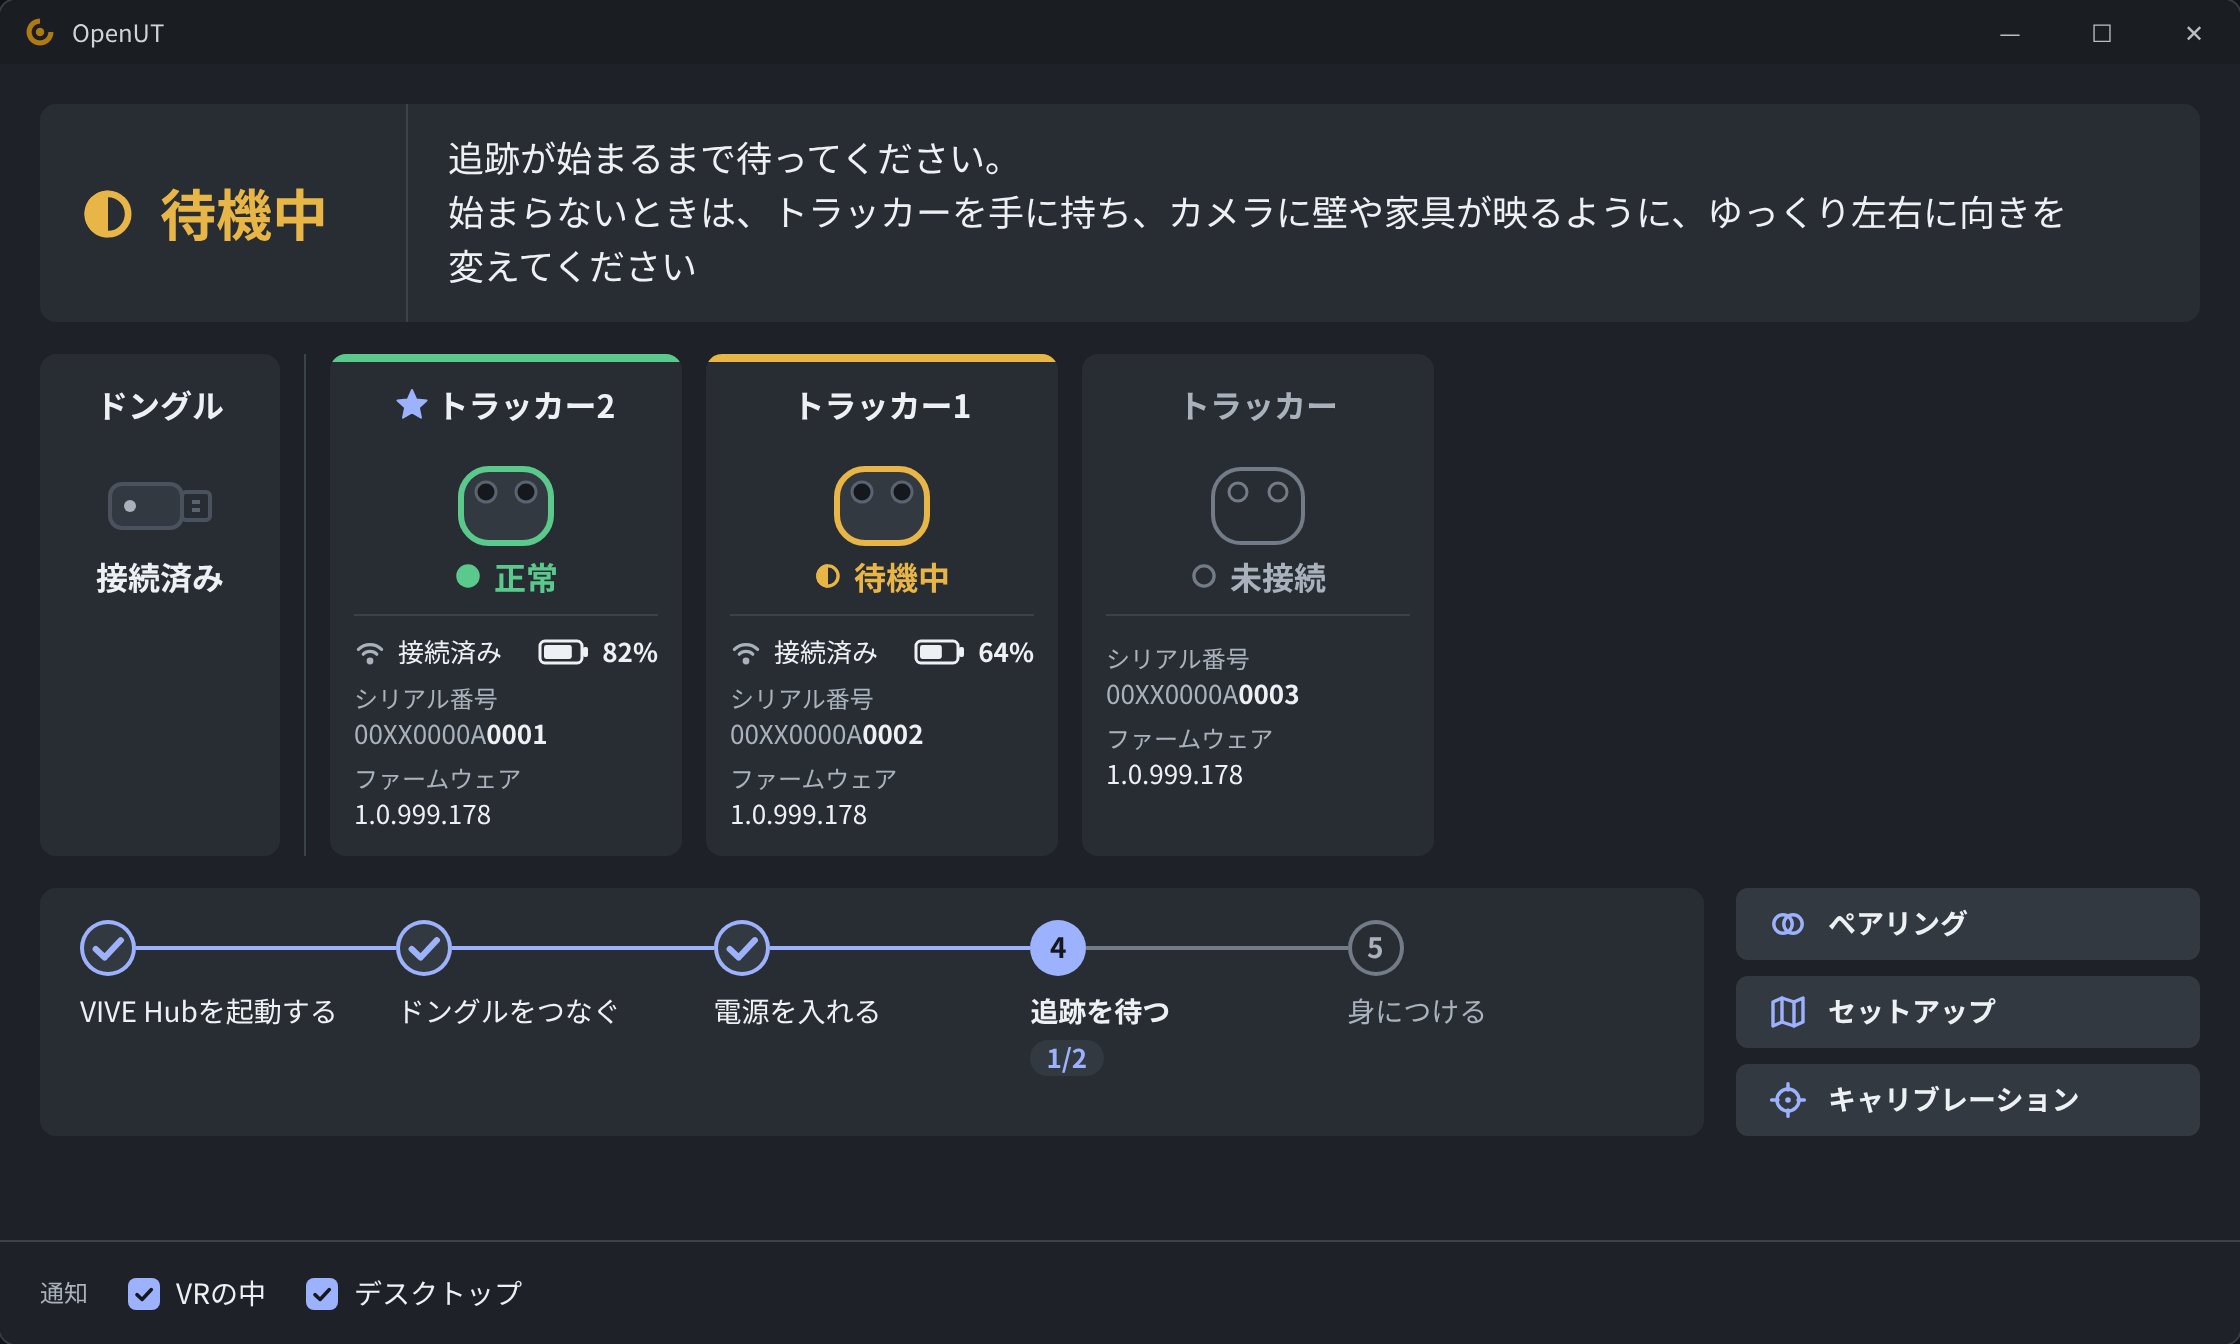 OpenUT
待機中
追跡が始まるまで待ってください。
始まらないときは、トラッカーを手に持ち、カメラに壁や家具が映るように、ゆっくり左右に向きを
変えてください
ドングル
接続済み
トラッカー2
正常
接続済み 82%
シリアル番号
00XX0000A0001
ファームウェア
1.0.999.178
トラッカー1
待機中
接続済み 64%
シリアル番号
00XX0000A0002
ファームウェア
1.0.999.178
トラッカー
未接続
シリアル番号
00XX0000A0003
ファームウェア
1.0.999.178
VIVE Hubを起動する
ドングルをつなぐ
電源を入れる
4
追跡を待つ
1/2
5
身につける
ペアリング
セットアップ
キャリブレーション
通知 VRの中 デスクトップ